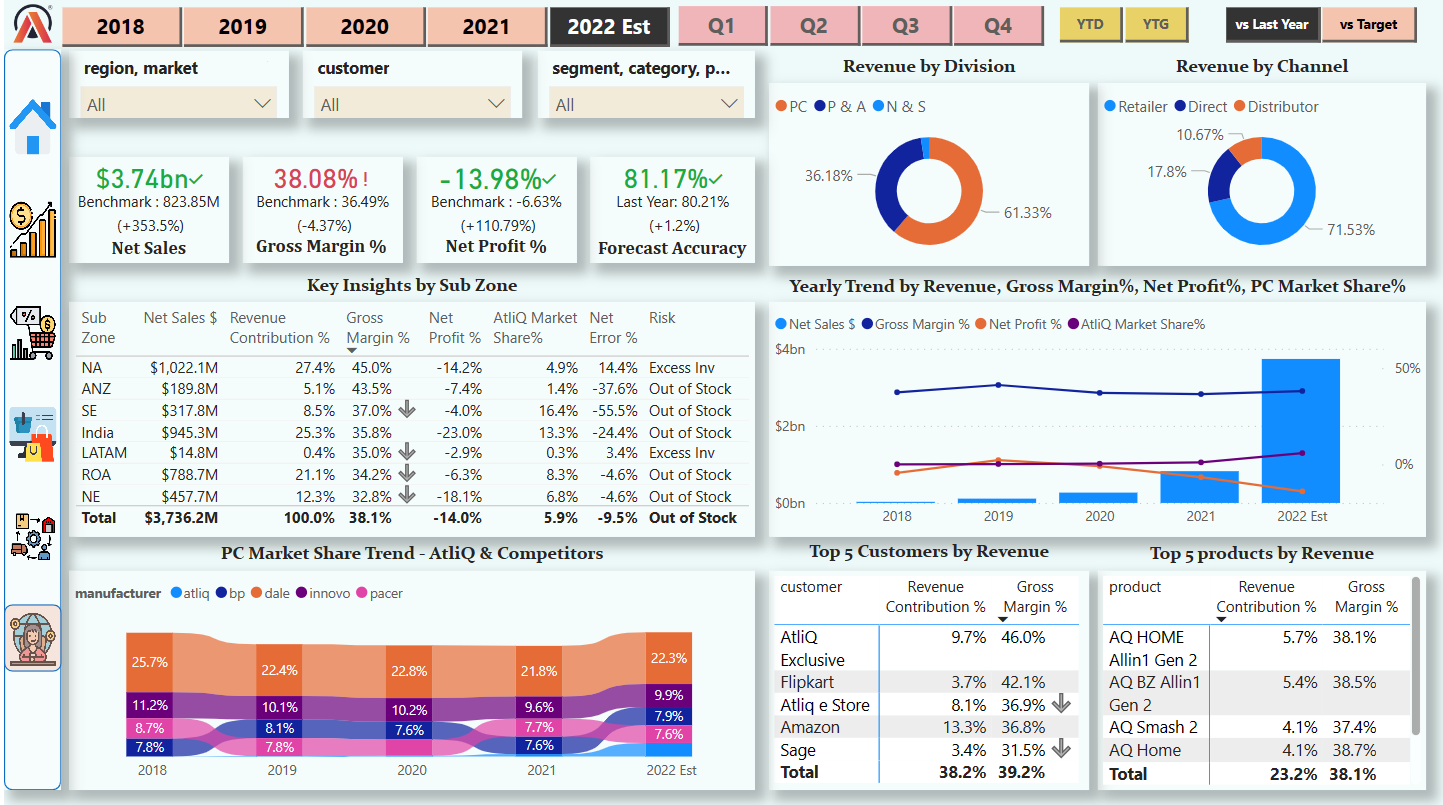 2018 2019 2020 2021 2022 Est Q1 Q2 Q3 Q4 YTD YTG vs Last Year vs Target
region, market customer segment, category, p...
All All All
Revenue by Division
PC P & A N & S
36.18%
61.33%
Revenue by Channel
Retailer Direct Distributor
10.67%
17.8%
71.53%
$3.74bn
Benchmark : 823.85M
(+353.5%)
Net Sales
38.08% !
Benchmark : 36.49%
(-4.37%)
Gross Margin %
-13.98%
Benchmark : -6.63%
(+110.79%)
Net Profit %
81.17%
Last Year: 80.21%
(+1.2%)
Forecast Accuracy
Key Insights by Sub Zone
Sub Net Sales $ Revenue Gross Net AtliQ Market Net Risk
Zone Contribution % Margin % Profit % Share% Error %
NA $1,022.1M 27.4% 45.0% -14.2% 4.9% 14.4% Excess Inv
ANZ $189.8M 5.1% 43.5% -7.4% 1.4% -37.6% Out of Stock
SE $317.8M 8.5% 37.0% -4.0% 16.4% -55.5% Out of Stock
India $945.3M 25.3% 35.8% -23.0% 13.3% -24.4% Out of Stock
LATAM $14.8M 0.4% 35.0% -2.9% 0.3% 3.4% Excess Inv
ROA $788.7M 21.1% 34.2% -6.3% 8.3% -4.6% Out of Stock
NE $457.7M 12.3% 32.8% -18.1% 6.8% -4.6% Out of Stock
Total $3,736.2M 100.0% 38.1% -14.0% 5.9% -9.5% Out of Stock
Yearly Trend by Revenue, Gross Margin%, Net Profit%, PC Market Share%
Net Sales $ Gross Margin % Net Profit % AtliQ Market Share%
$4bn
50%
$2bn
0%
$0bn
2018 2019 2020 2021 2022 Est
PC Market Share Trend - AtliQ & Competitors
manufacturer atliq bp dale innovo pacer
25.7% 22.4% 22.8% 21.8% 22.3%
11.2% 10.1% 10.2% 9.6% 9.9%
8.7% 8.1% 7.6% 7.7% 7.9%
7.8% 7.8% 7.6% 7.6%
2018 2019 2020 2021 2022 Est
Top 5 Customers by Revenue
customer Revenue Gross
Contribution % Margin %
AtliQ 9.7% 46.0%
Exclusive
Flipkart 3.7% 42.1%
Atliq e Store 8.1% 36.9%
Amazon 13.3% 36.8%
Sage 3.4% 31.5%
Total 38.2% 39.2%
Top 5 products by Revenue
product Revenue Gross
Contribution % Margin %
AQ HOME 5.7% 38.1%
Allin1 Gen 2
AQ BZ Allin1 5.4% 38.5%
Gen 2
AQ Smash 2 4.1% 37.4%
AQ Home 4.1% 38.7%
Total 23.2% 38.1%